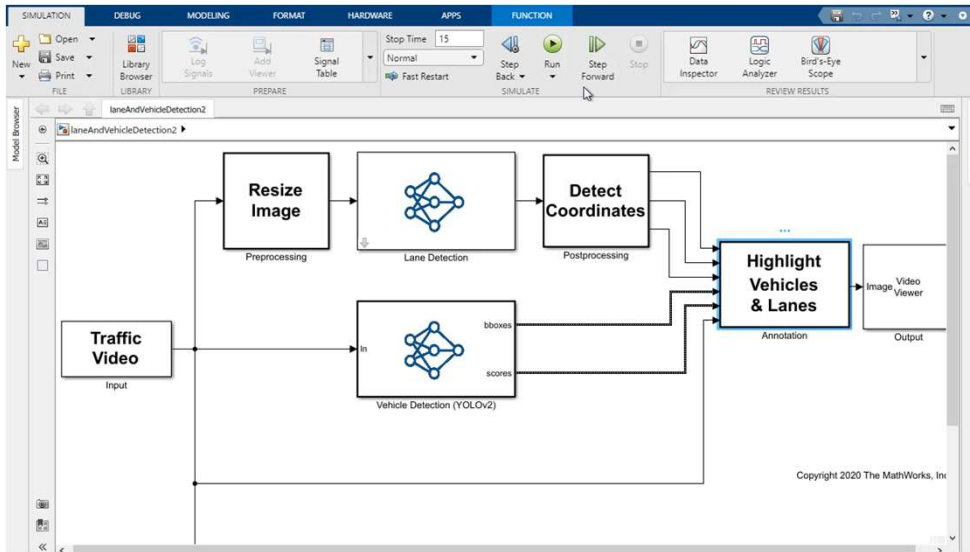 SIMULATION DEBUG MODELING FORMAT HARDWARE APPS FUNCTION
New
Open
Save
Print
FILE
Library
Browser
LIBRARY
Log
Signals
Add
Viewer
Signal
Table
PREPARE
Stop Time 15
Normal
Fast Restart
Step
Back
Run
Step
Forward
Stop
SIMULATE
Data
Inspector
Logic
Analyzer
Bird's-Eye
Scope
REVIEW RESULTS
Model Browser
laneAndVehicleDetection2
laneAndVehicleDetection2
Resize
Image
Preprocessing
Lane Detection
Detect
Coordinates
Postprocessing
Highlight
Vehicles
& Lanes
Annotation
Image
Video
Viewer
Output
Traffic
Video
Input
In
bboxes
scores
Vehicle Detection (YOLOv2)
Copyright 2020 The MathWorks, Inc